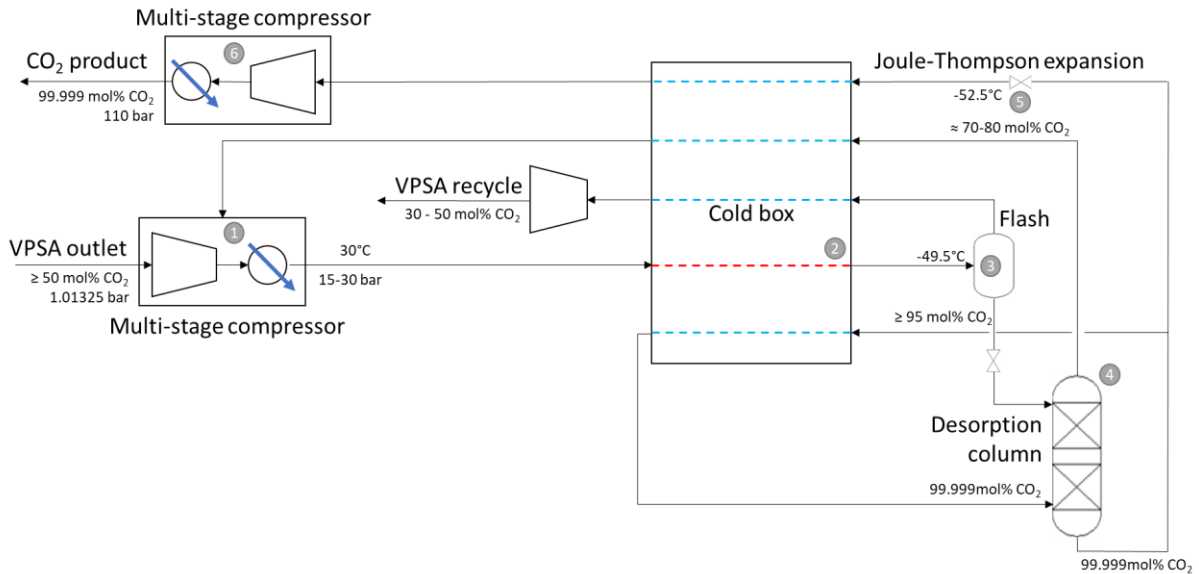 Multi-stage compressor
6
CO₂ product
99.999 mol% CO₂
110 bar
Joule-Thompson expansion
-52.5°C
5
≈ 70-80 mol% CO₂
VPSA recycle
30 - 50 mol% CO₂
Cold box
Flash
1
2
VPSA outlet
≥ 50 mol% CO₂
1.01325 bar
30°C
15-30 bar
-49.5°C
3
Multi-stage compressor
≥ 95 mol% CO₂
4
Desorption
column
99.999mol% CO₂
99.999mol% CO₂